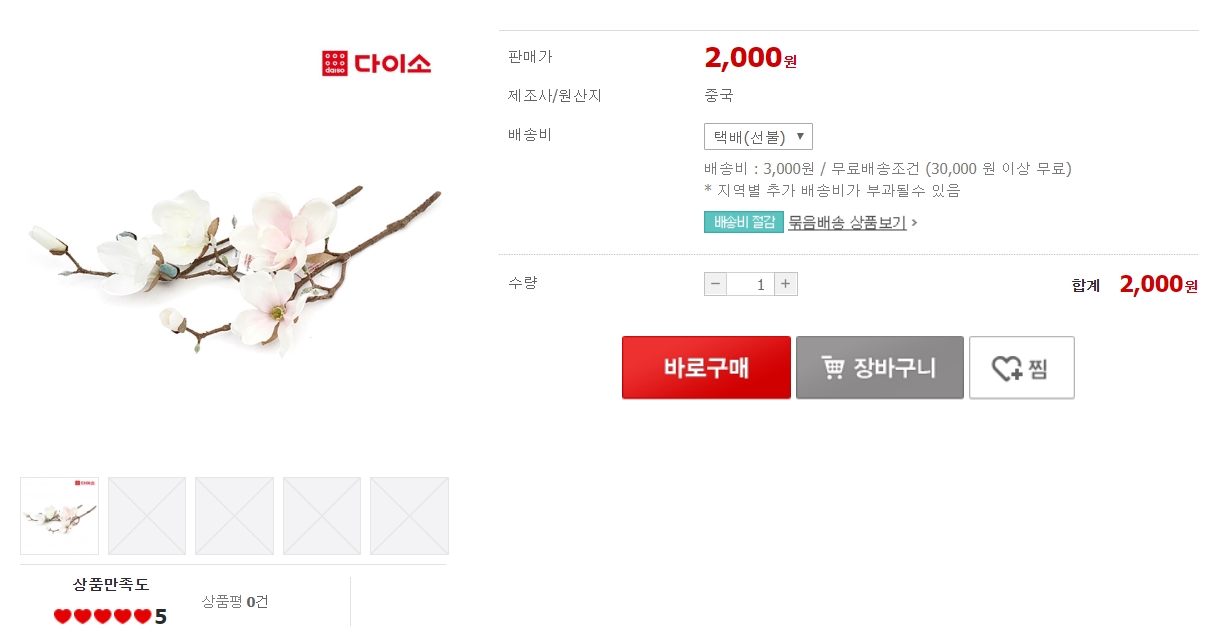 daiso 다이소
판매가 2,000원
제조사/원산지 중국
배송비 택배(선불) ▼
배송비 : 3,000원 / 무료배송조건 (30,000 원 이상 무료)
* 지역별 추가 배송비가 부과될수 있음
배송비 절감 묶음배송 상품보기 >
수량 − 1 + 합계 2,000원
바로구매 장바구니 찜
다이소
상품만족도
5
상품평 0건